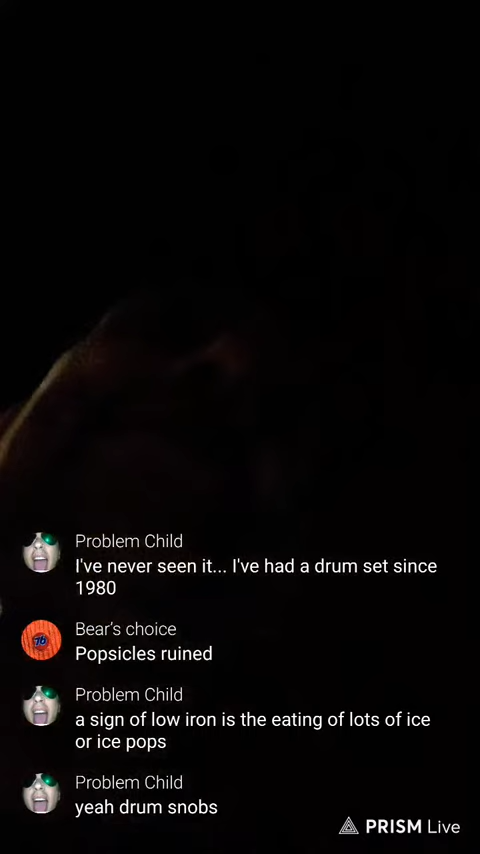 Problem Child
I've never seen it... I've had a drum set since
1980
Bear's choice
Popsicles ruined
Problem Child
a sign of low iron is the eating of lots of ice
or ice pops
Problem Child
yeah drum snobs
PRISM Live